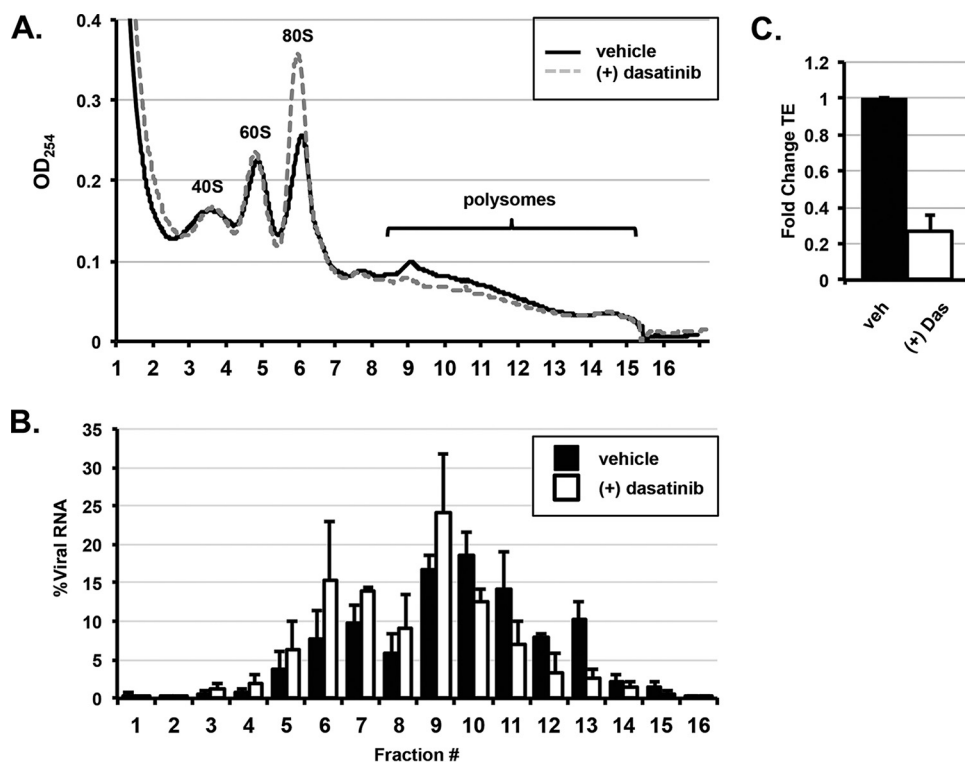 A.
OD254
0.4
0.3
0.2
0.1
0
40S
60S
80S
polysomes
vehicle
(+) dasatinib
1 2 3 4 5 6 7 8 9 10 11 12 13 14 15 16
C.
Fold Change TE
1.2
1
0.8
0.6
0.4
0.2
0
veh
(+) Das
B.
%Viral RNA
35
30
25
20
15
10
5
0
vehicle
(+) dasatinib
1 2 3 4 5 6 7 8 9 10 11 12 13 14 15 16
Fraction #